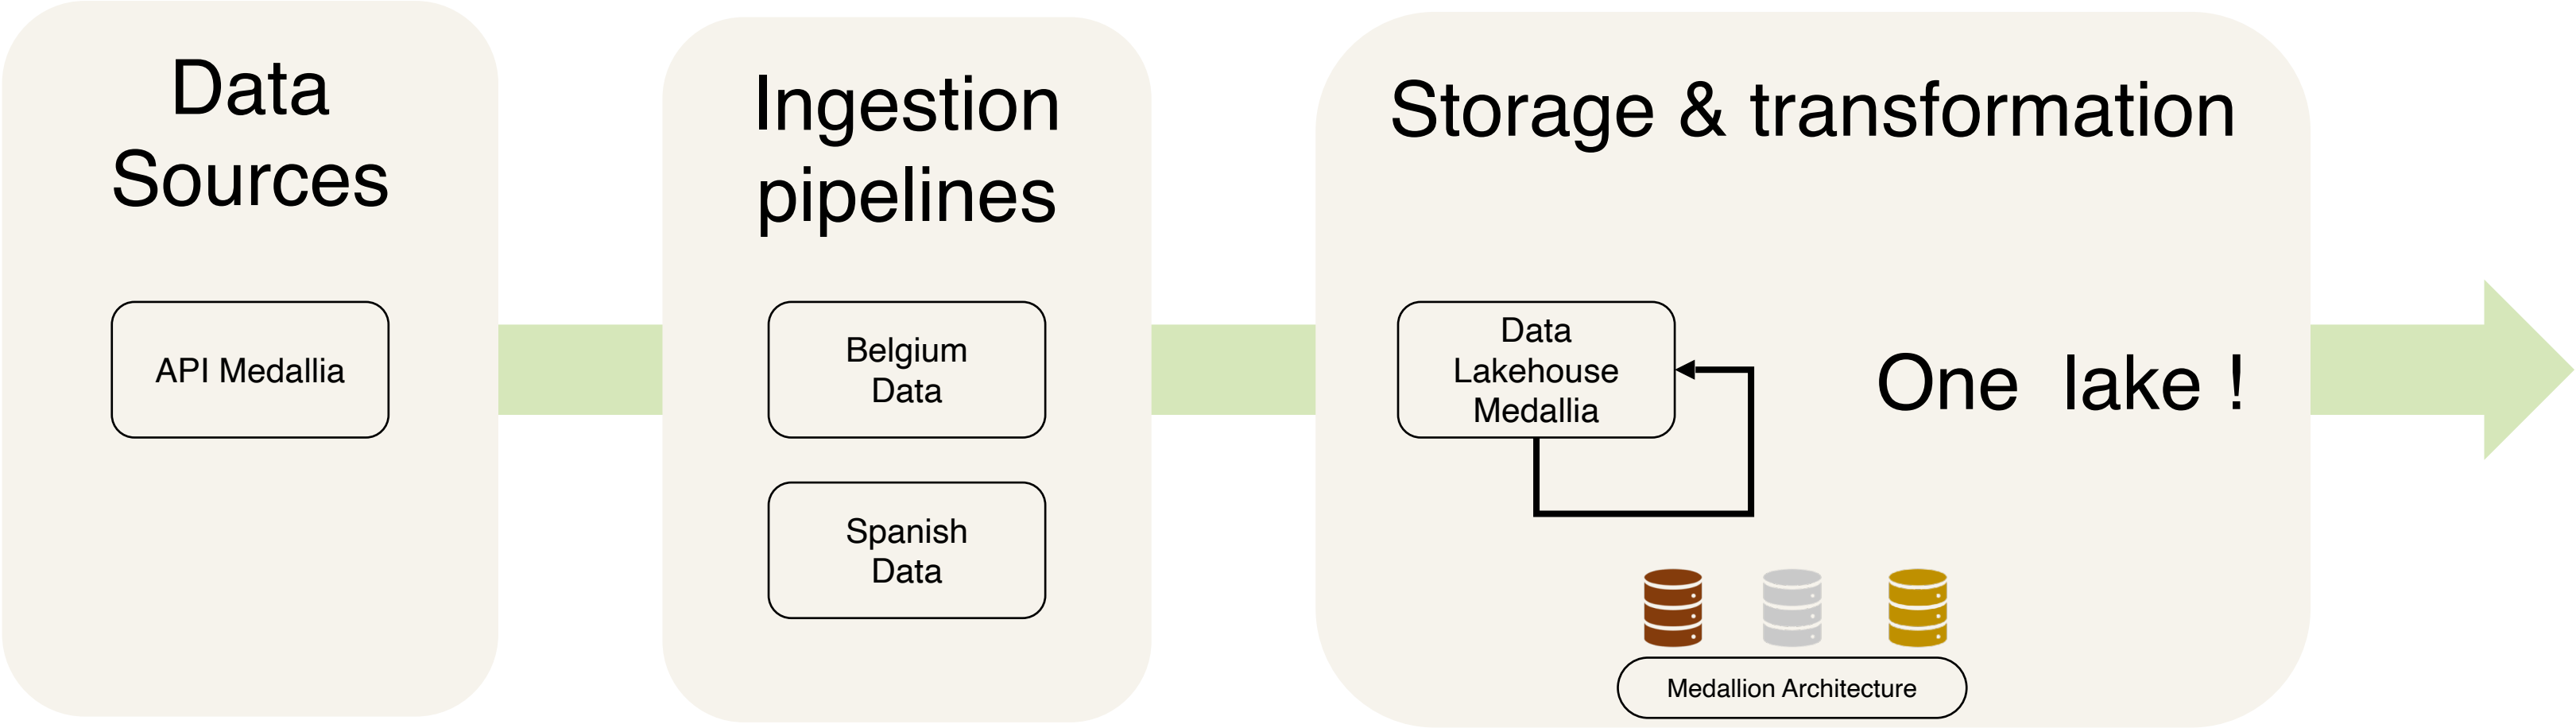 Data
Sources
API Medallia
Ingestion
pipelines
Belgium
Data
Spanish
Data
Storage & transformation
Data
Lakehouse
Medallia
One lake !
Medallion Architecture